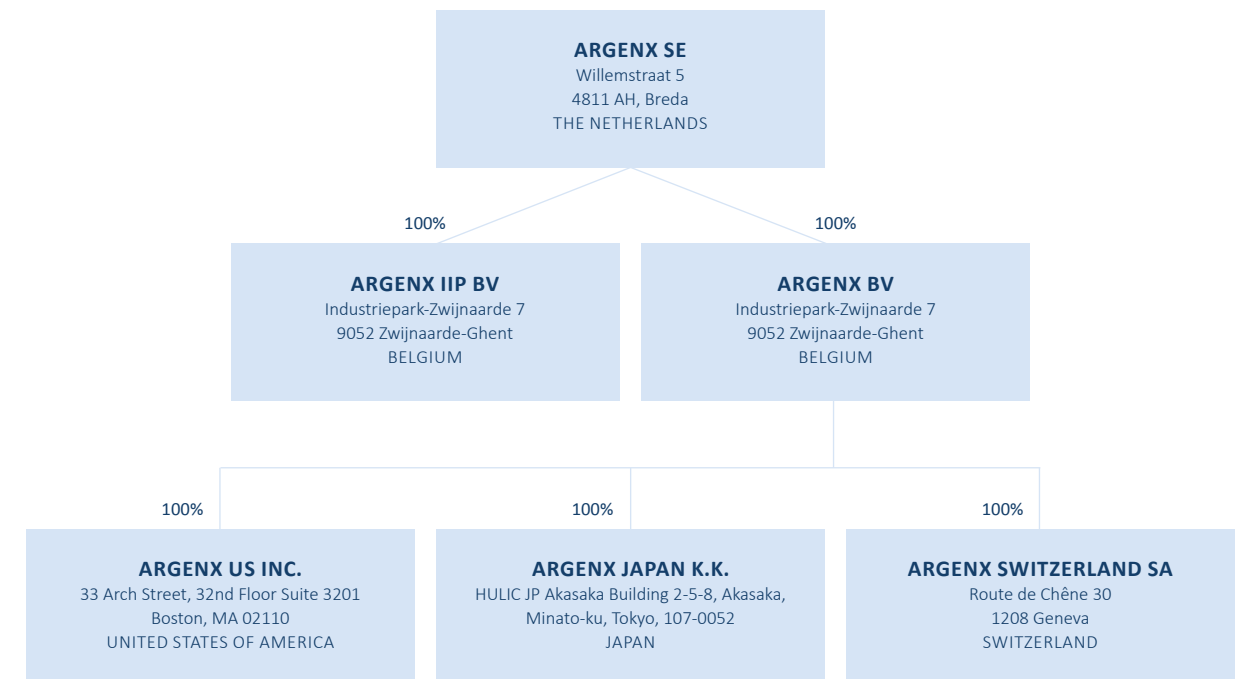 ARGENX SE
Willemstraat 5
4811 AH, Breda
THE NETHERLANDS
100%
100%
ARGENX IIP BV
Industriepark-Zwijnaarde 7
9052 Zwijnaarde-Ghent
BELGIUM
ARGENX BV
Industriepark-Zwijnaarde 7
9052 Zwijnaarde-Ghent
BELGIUM
100%
100%
100%
ARGENX US INC.
33 Arch Street, 32nd Floor Suite 3201
Boston, MA 02110
UNITED STATES OF AMERICA
ARGENX JAPAN K.K.
HULIC JP Akasaka Building 2-5-8, Akasaka,
Minato-ku, Tokyo, 107-0052
JAPAN
ARGENX SWITZERLAND SA
Route de Chêne 30
1208 Geneva
SWITZERLAND